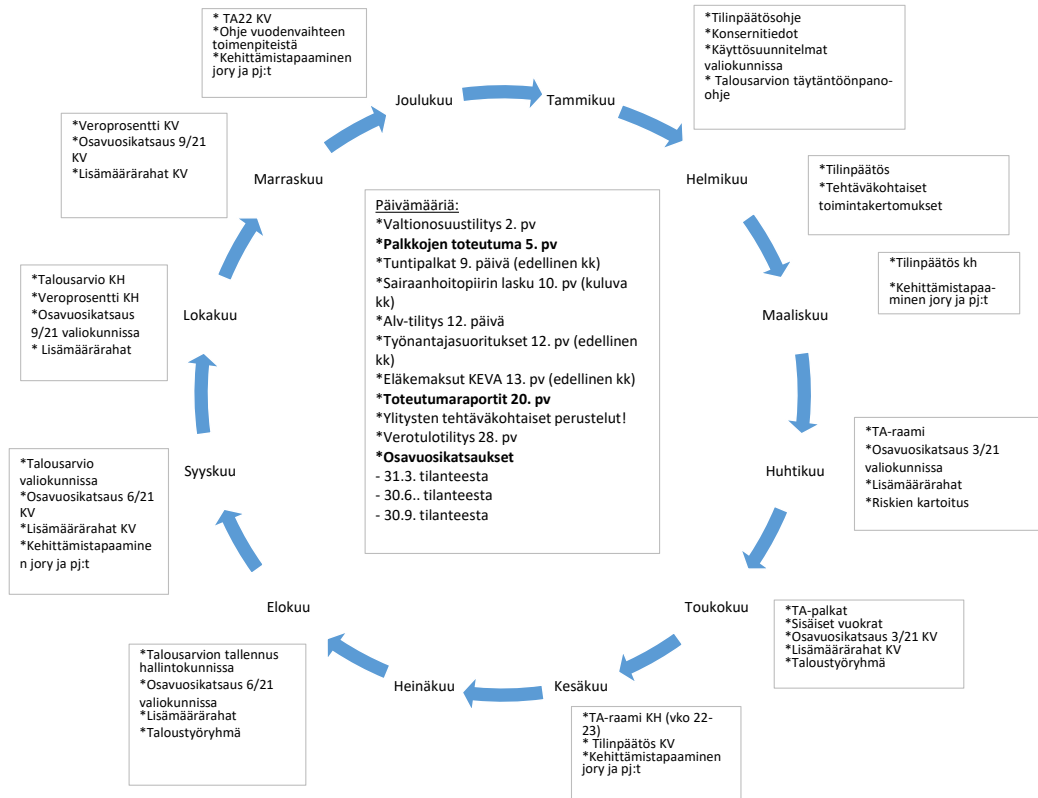 * TA22 KV
*Ohje vuodenvaihteen
toimenpiteistä
*Kehittämistapaaminen
jory ja pj:t
*Tilinpäätösohje
*Konsernitiedot
*Käyttösuunnitelmat
valiokunnissa
* Talousarvion täytäntöönpano-
ohje
Joulukuu
Tammikuu
*Veroprosentti KV
*Osavuosikatsaus 9/21
KV
*Lisämäärärahat KV
Marraskuu
Helmikuu
*Tilinpäätös
*Tehtäväkohtaiset
toimintakertomukset
Päivämääriä:
*Valtionosuustilitys 2. pv
*Palkkojen toteutuma 5. pv
*Tuntipalkat 9. päivä (edellinen kk)
*Sairaanhoitopiirin lasku 10. pv (kuluva
kk)
*Alv-tilitys 12. päivä
*Työnantajasuoritukset 12. pv (edellinen
kk)
*Eläkemaksut KEVA 13. pv (edellinen kk)
*Toteutumaraportit 20. pv
*Ylitysten tehtäväkohtaiset perustelut!
*Verotulotilitys 28. pv
*Osavuosikatsaukset
- 31.3. tilanteesta
- 30.6.. tilanteesta
- 30.9. tilanteesta
*Tilinpäätös kh
*Kehittämistapaa-
minen jory ja pj:t
*Talousarvio KH
*Veroprosentti KH
*Osavuosikatsaus
9/21 valiokunnissa
* Lisämäärärahat
Lokakuu
Maaliskuu
*TA-raami
*Osavuosikatsaus 3/21
valiokunnissa
*Lisämäärärahat
*Riskien kartoitus
*Talousarvio
valiokunnissa
*Osavuosikatsaus 6/21
KV
*Lisämäärärahat KV
*Kehittämistapaamine
n jory ja pj:t
Syyskuu
Huhtikuu
Elokuu
Toukokuu
*TA-palkat
*Sisäiset vuokrat
*Osavuosikatsaus 3/21 KV
*Lisämäärärahat KV
*Taloustyöryhmä
*Talousarvion tallennus
hallintokunnissa
*Osavuosikatsaus 6/21
valiokunnissa
*Lisämäärärahat
*Taloustyöryhmä
Heinäkuu
Kesäkuu
*TA-raami KH (vko 22-
23)
* Tilinpäätös KV
*Kehittämistapaaminen
jory ja pj:t